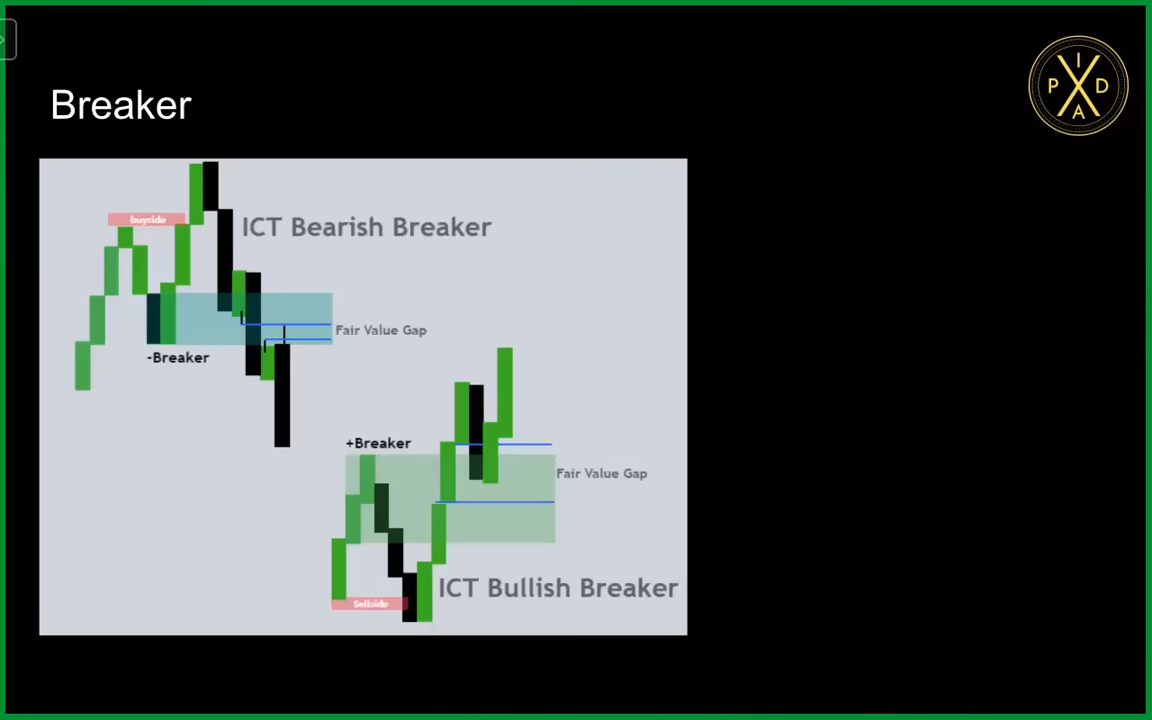 Breaker
I
P D
A
buyside
ICT Bearish Breaker
Fair Value Gap
-Breaker
+Breaker
Fair Value Gap
ICT Bullish Breaker
Sellside